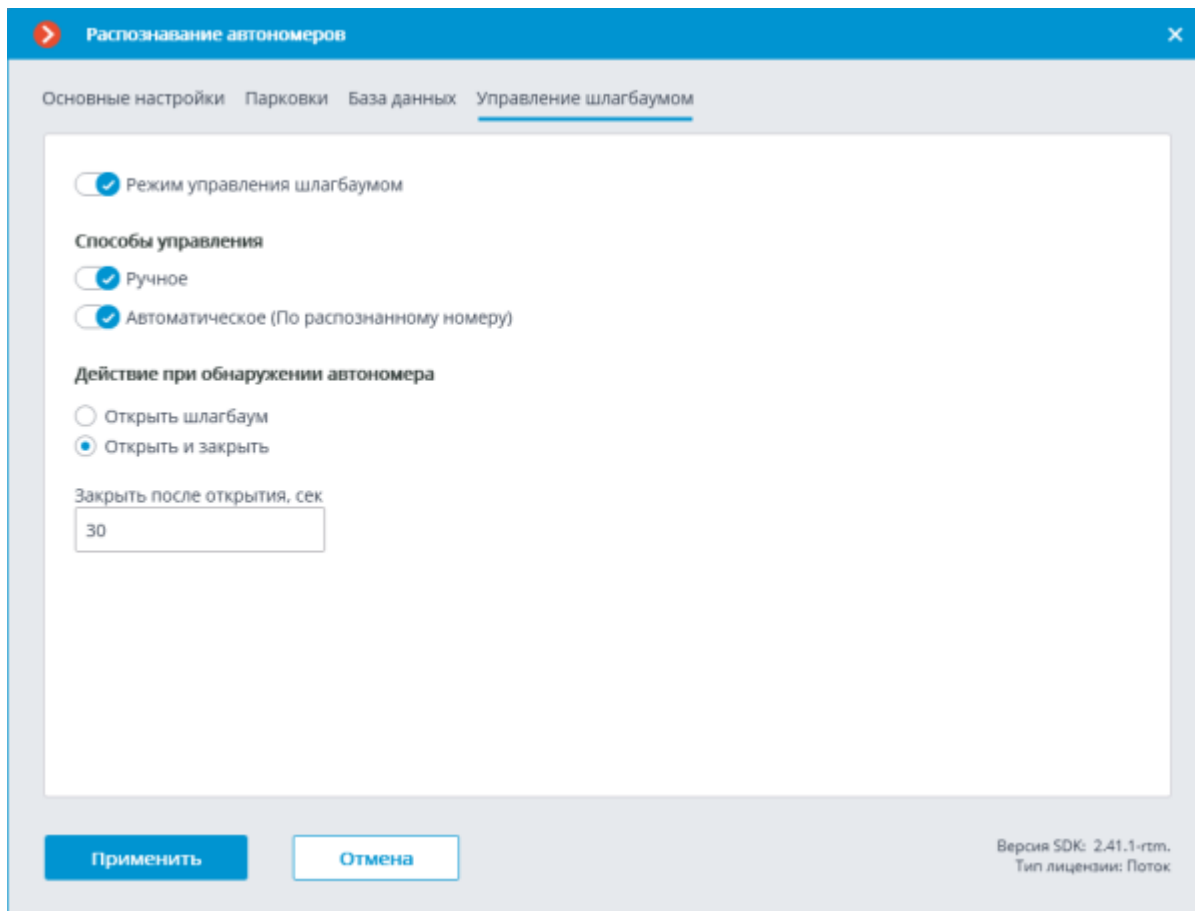 Распознавание автономеров
Основные настройки Парковки База данных Управление шлагбаумом
Режим управления шлагбаумом
Способы управления
Ручное
Автоматическое (По распознанному номеру)
Действие при обнаружении автономера
Открыть шлагбаум
Открыть и закрыть
Закрыть после открытия, сек
30
Применить Отмена
Версия SDK: 2.41.1-rtm.
Тип лицензии: Поток